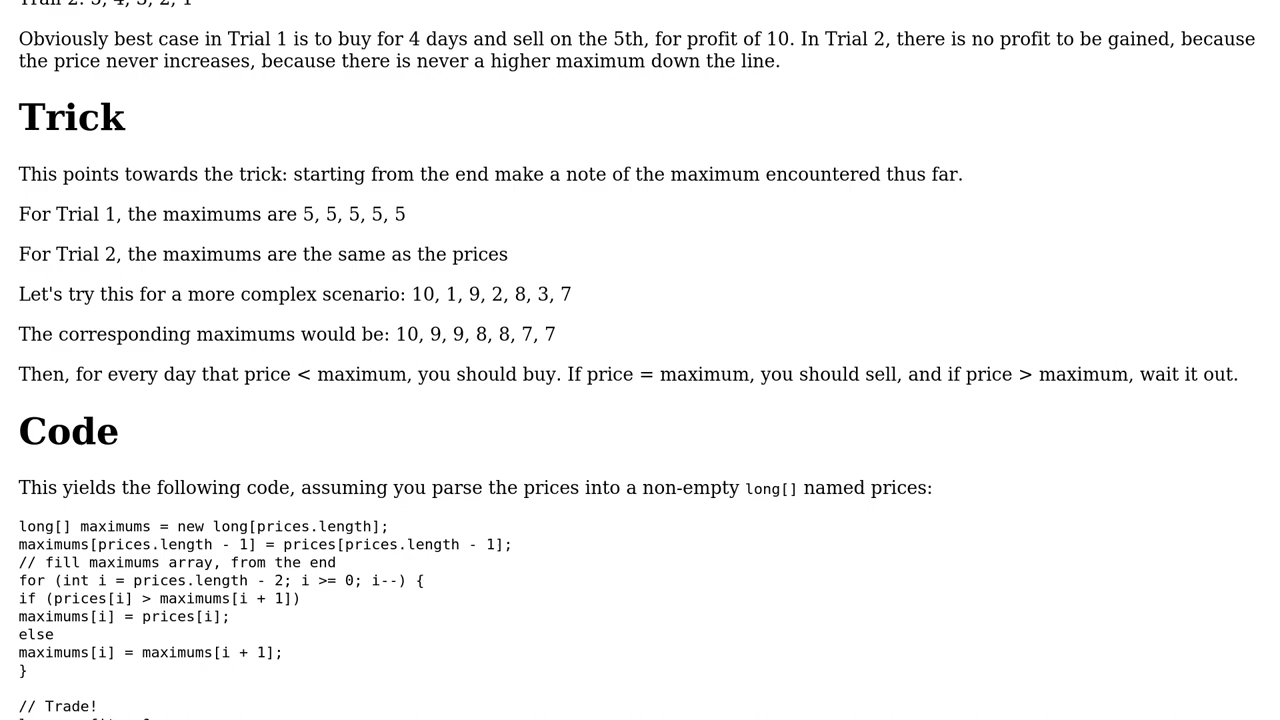 Obviously best case in Trial 1 is to buy for 4 days and sell on the 5th, for profit of 10. In Trial 2, there is no profit to be gained, because
the price never increases, because there is never a higher maximum down the line.
Trick
This points towards the trick: starting from the end make a note of the maximum encountered thus far.
For Trial 1, the maximums are 5, 5, 5, 5, 5
For Trial 2, the maximums are the same as the prices
Let's try this for a more complex scenario: 10, 1, 9, 2, 8, 3, 7
The corresponding maximums would be: 10, 9, 9, 8, 8, 7, 7
Then, for every day that price < maximum, you should buy. If price = maximum, you should sell, and if price > maximum, wait it out.
Code
This yields the following code, assuming you parse the prices into a non-empty long[] named prices:
long[] maximums = new long[prices.length];
maximums[prices.length - 1] = prices[prices.length - 1];
// fill maximums array, from the end
for (int i = prices.length - 2; i >= 0; i--) {
if (prices[i] > maximums[i + 1])
maximums[i] = prices[i];
else
maximums[i] = maximums[i + 1];
}
// Trade!